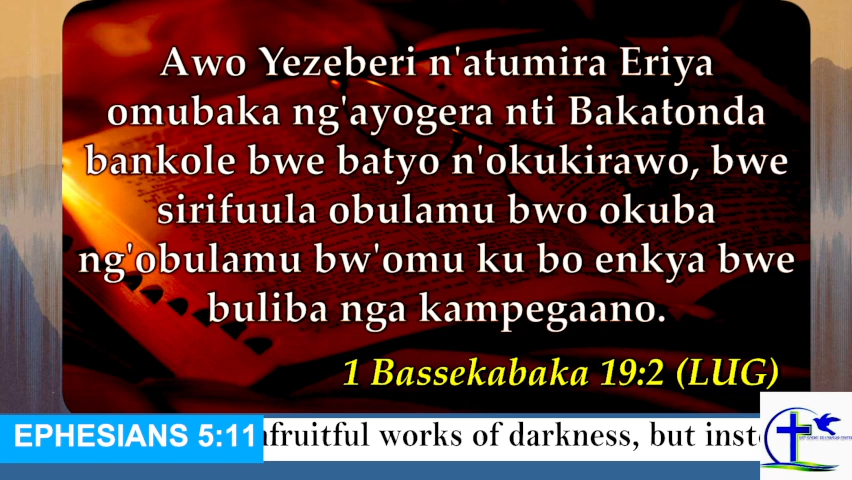 Awo Yezeberi n'atumira Eriya
omubaka ng'ayogera nti Bakatonda
bankole bwe batyo n'okukirawo, bwe
sirifuula obulamu bwo okuba
ng'obulamu bw'omu ku bo enkya bwe
buliba nga kampegaano.
1 Bassekabaka 19:2 (LUG)
EPHESIANS 5:11 fruitful works of darkness, but